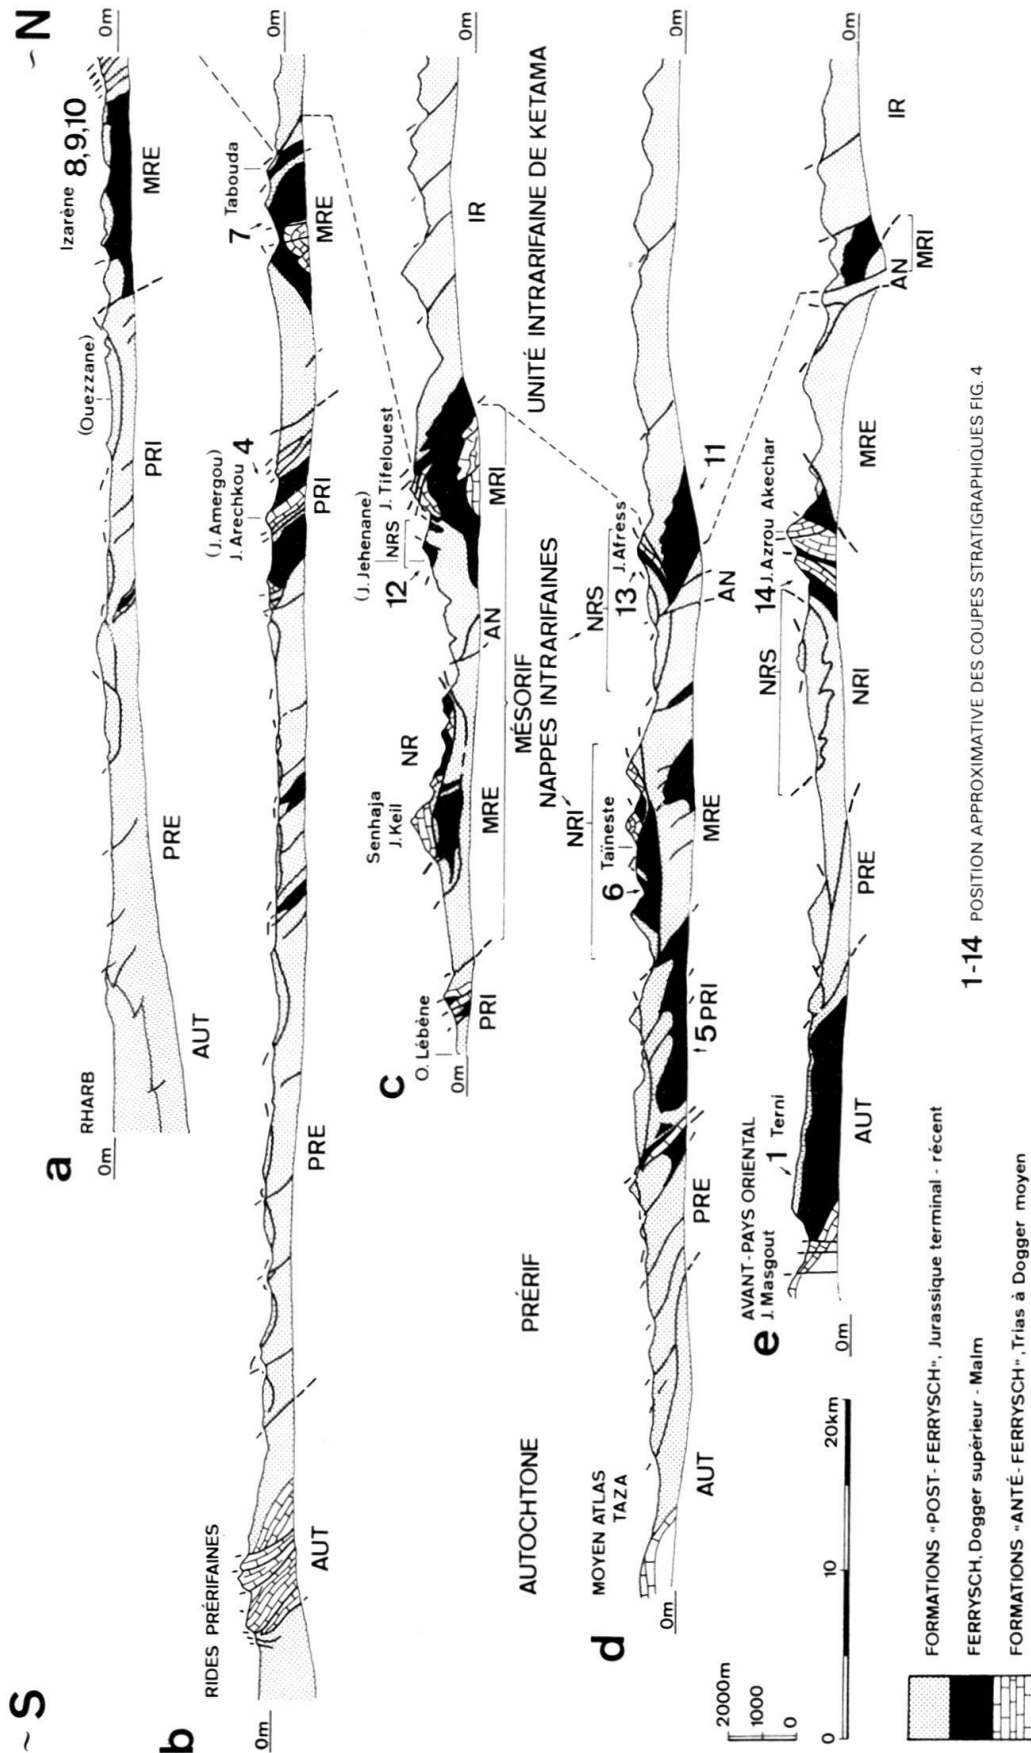 ~S
~N
a
RHARB
0m
AUT
PRE
PRI
(Ouezzane)
Izarène 8,9,10
MRE
0m
b
RIDES PRÉRIFAINES
0m
AUT
PRE
(J. Amergou)
J. Arechkou 4
PRI
7 Tabouda
MRE
0m
c
O. Lébène
0m
PRI
Senhaja
J. Keil
NR
MRE
AN
(J. Jehenane)
12 NRS
J. Tifelouest
MRI
IR
0m
AUTOCHTONE
PRÉRIF
MÉSORIF
NAPPES INTRARIFAINES
UNITÉ INTRARIFAINE DE KETAMA
d
MOYEN ATLAS
TAZA
0m
AUT
PRE
5 PRI
NRI
6 Taïneste
MRE
NRS
13 J. Afress
AN
11
0m
e
AVANT-PAYS ORIENTAL
J. Masgout
1 Terni
0m
AUT
PRE
NRS
14 J. Azrou Akechar
NRI
MRE
AN
MRI
IR
0m
2000m
1000
0
0
10
20km
1-14 POSITION APPROXIMATIVE DES COUPES STRATIGRAPHIQUES FIG. 4
FORMATIONS "POST-FERRYSCH", Jurassique terminal - récent
FERRYSCH, Dogger supérieur - Malm
FORMATIONS "ANTÉ-FERRYSCH", Trias à Dogger moyen